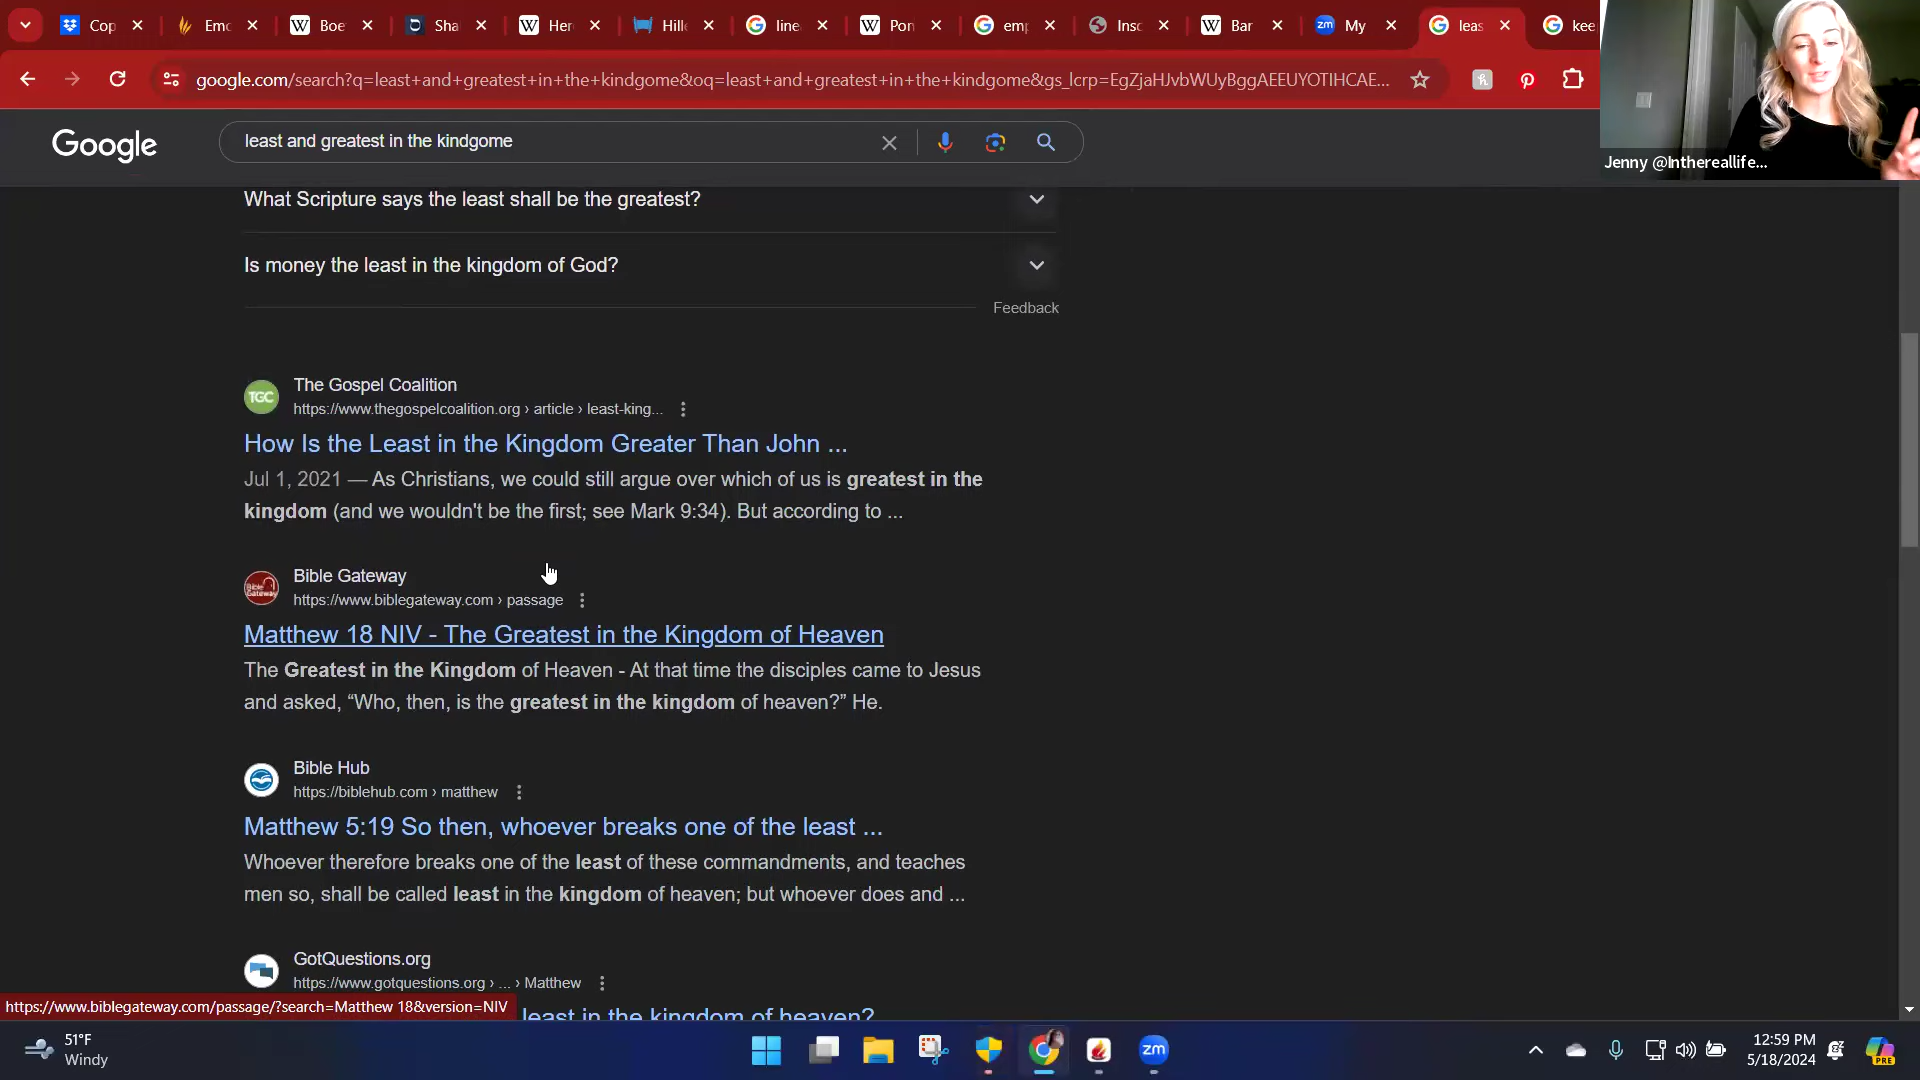 Cop
Emc
Boe
Sha
Her
Hille
line
Pon
emp
Insc
Bar
My
leas
kee
google.com/search?q=least+and+greatest+in+the+kindgome&oq=least+and+greatest+in+the+kindgome&gs_lcrp=EgZjaHJvbWUyBggAEEUYOTIHCAE...
Google
least and greatest in the kindgome
Jenny @Inthereallife...
What Scripture says the least shall be the greatest?
Is money the least in the kingdom of God?
Feedback
TGC
The Gospel Coalition
https://www.thegospelcoalition.org › article › least-king...
How Is the Least in the Kingdom Greater Than John ...
Jul 1, 2021 — As Christians, we could still argue over which of us is greatest in the
kingdom (and we wouldn't be the first; see Mark 9:34). But according to ...
Bible Gateway
https://www.biblegateway.com › passage
Matthew 18 NIV - The Greatest in the Kingdom of Heaven
The Greatest in the Kingdom of Heaven - At that time the disciples came to Jesus
and asked, “Who, then, is the greatest in the kingdom of heaven?” He.
Bible Hub
https://biblehub.com › matthew
Matthew 5:19 So then, whoever breaks one of the least ...
Whoever therefore breaks one of the least of these commandments, and teaches
men so, shall be called least in the kingdom of heaven; but whoever does and ...
GotQuestions.org
https://www.gotquestions.org › ... › Matthew
https://www.biblegateway.com/passage/?search=Matthew 18&version=NIV
least in the kingdom of heaven?
51°F
Windy
zm
12:59 PM
5/18/2024
PRE